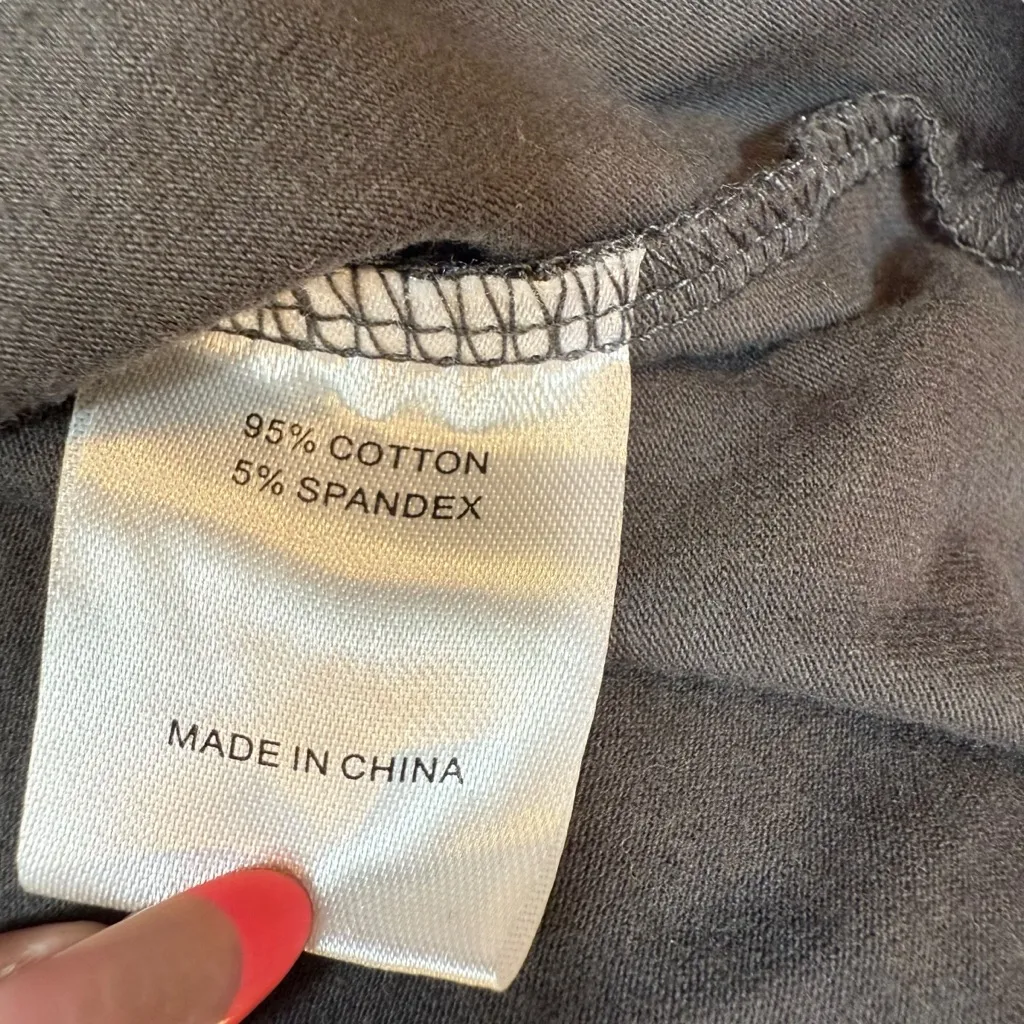 95% COTTON
5% SPANDEX
MADE IN CHINA